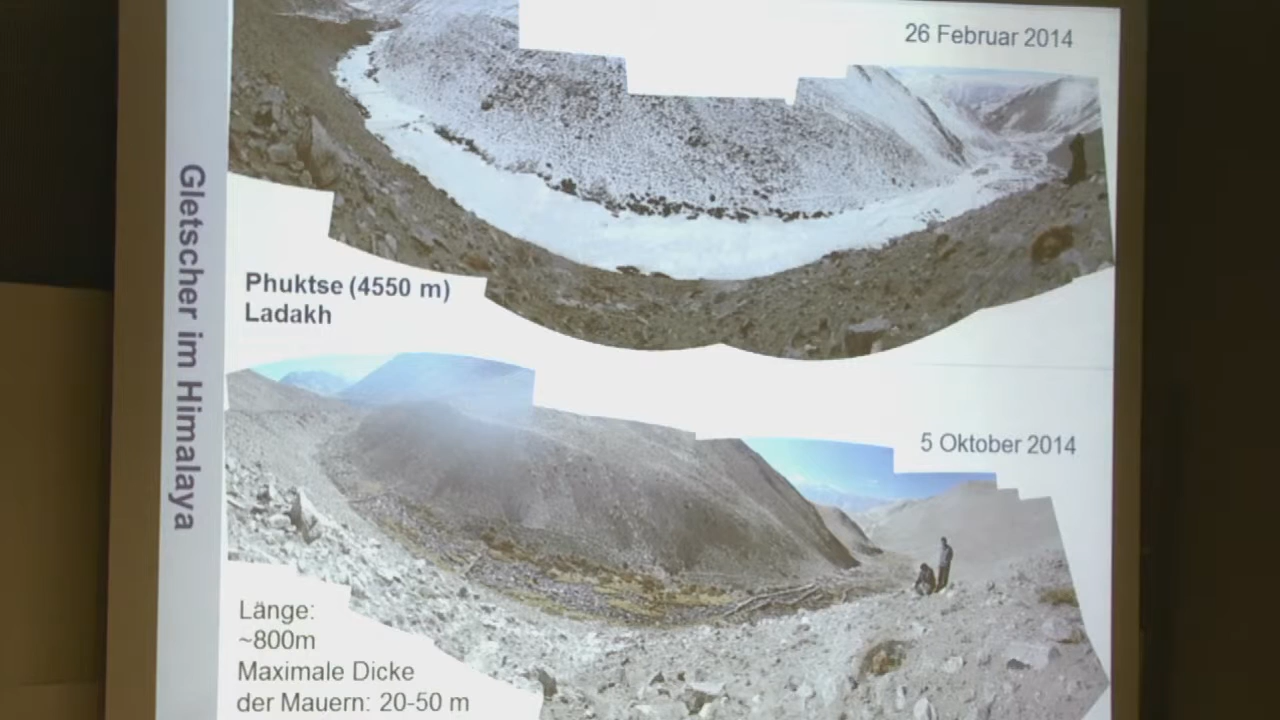 26 Februar 2014
Gletscher im Himalaya
Phuktse (4550 m)
Ladakh
5 Oktober 2014
Länge:
~800m
Maximale Dicke
der Mauern: 20-50 m